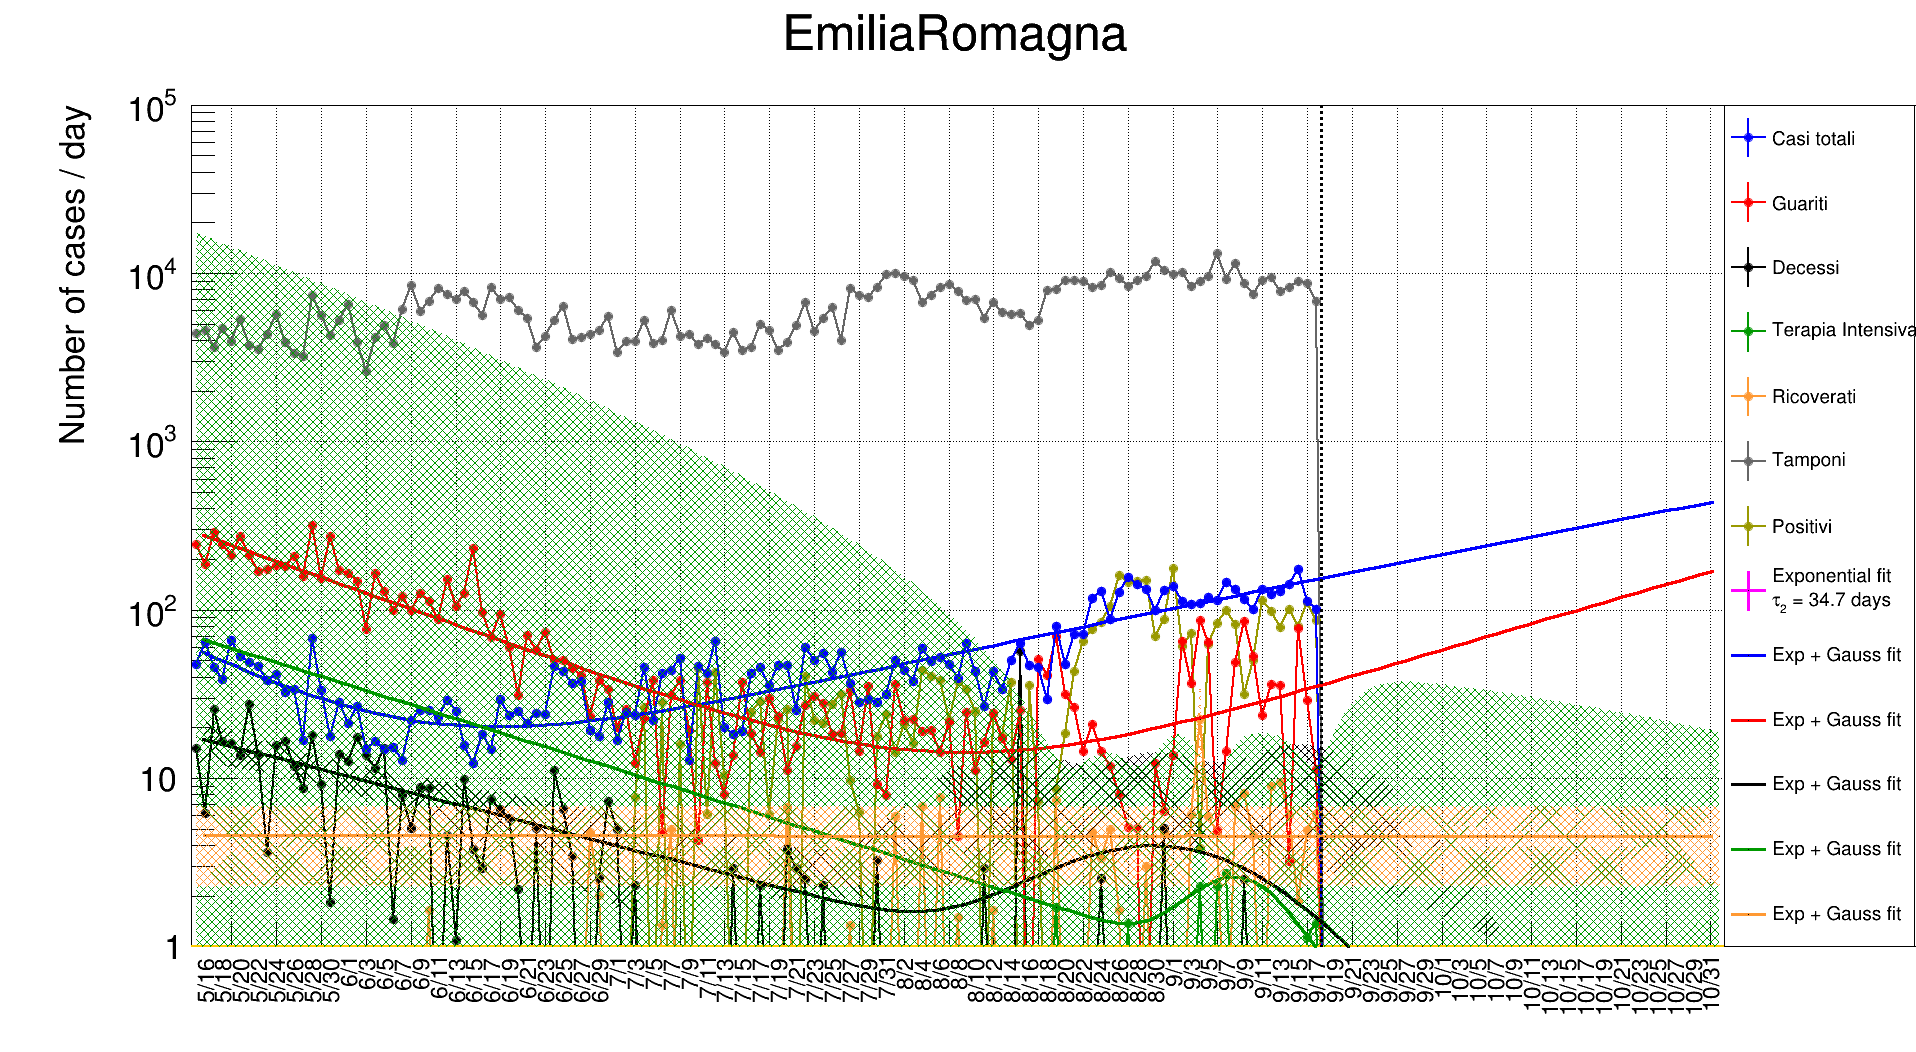 EmiliaRomagna
Number of cases / day
10^5
10^4
10^3
10^2
10
1
5/16 5/18 5/20 5/22 5/24 5/26 5/28 5/30 6/1 6/3 6/5 6/7 6/9 6/11 6/13 6/15 6/17 6/19 6/21 6/23 6/25 6/27 6/29 7/1 7/3 7/5 7/7 7/9 7/11 7/13 7/15 7/17 7/19 7/21 7/23 7/25 7/27 7/29 7/31 8/2 8/4 8/6 8/8 8/10 8/12 8/14 8/16 8/18 8/20 8/22 8/24 8/26 8/28 8/30 9/1 9/3 9/5 9/7 9/9 9/11 9/13 9/15 9/17 9/19 9/21 9/23 9/25 9/27 9/29 10/1 10/3 10/5 10/7 10/9 10/11 10/13 10/15 10/17 10/19 10/21 10/23 10/25 10/27 10/29 10/31
Casi totali
Guariti
Decessi
Terapia Intensiva
Ricoverati
Tamponi
Positivi
Exponential fit
τ₂ = 34.7 days
Exp + Gauss fit
Exp + Gauss fit
Exp + Gauss fit
Exp + Gauss fit
Exp + Gauss fit